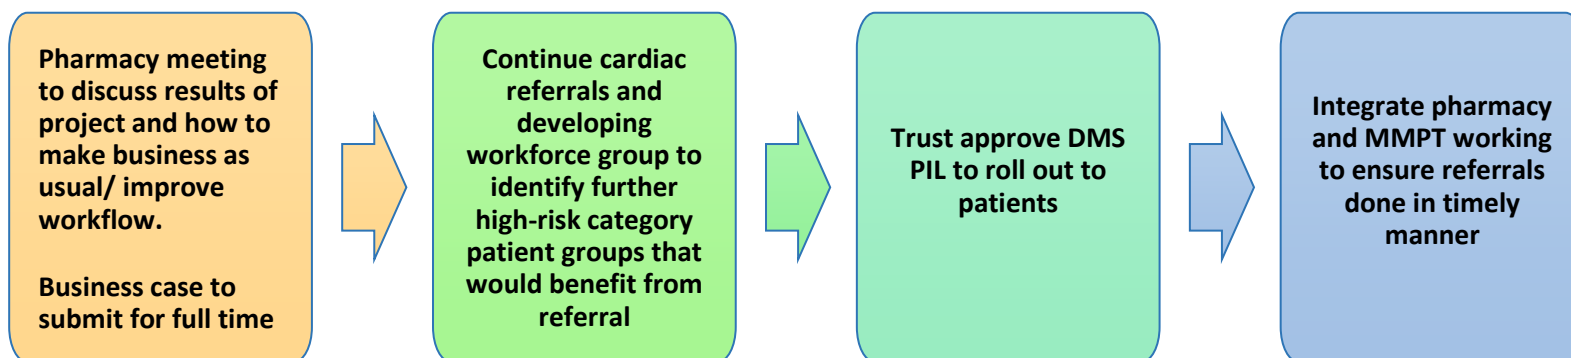 Pharmacy meeting
to discuss results of
project and how to
make business as
usual/ improve
workflow.
Business case to
submit for full time
Continue cardiac
referrals and
developing
workforce group to
identify further
high-risk category
patient groups that
would benefit from
referral
Trust approve DMS
PIL to roll out to
patients
Integrate pharmacy
and MMPT working
to ensure referrals
done in timely
manner